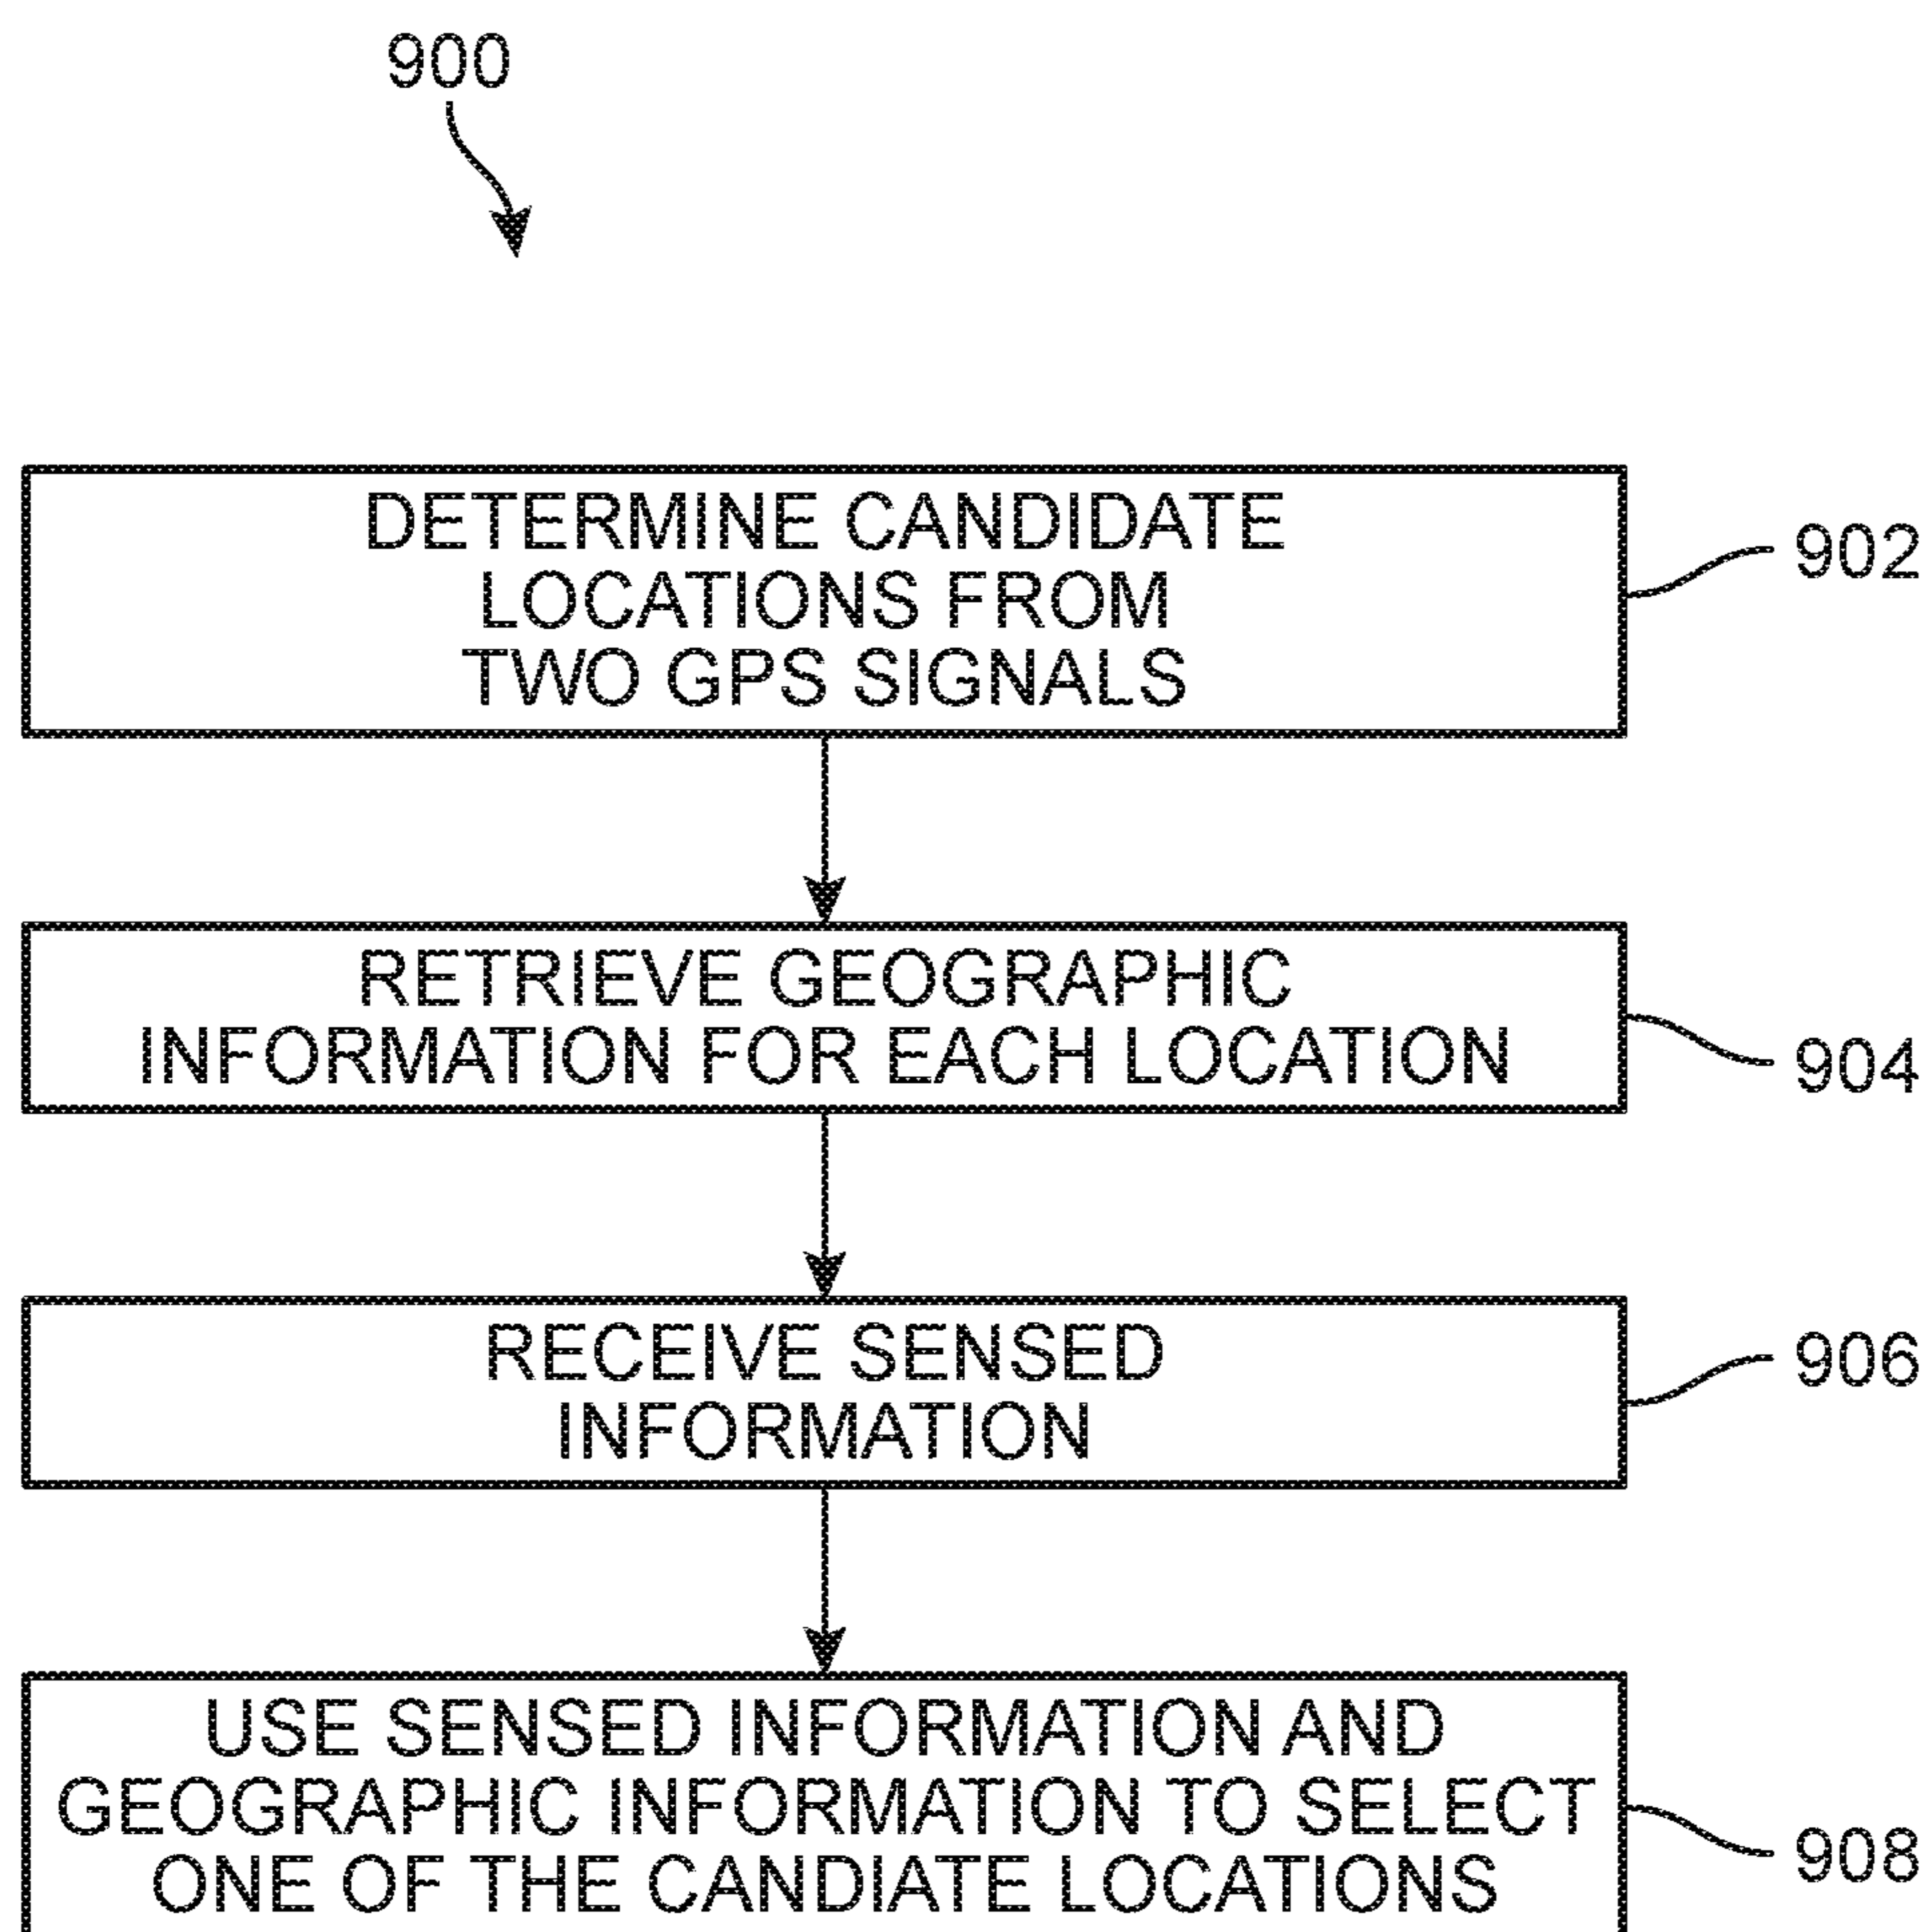 900
DETERMINE CANDIDATE
LOCATIONS FROM
TWO GPS SIGNALS
902
RETRIEVE GEOGRAPHIC
INFORMATION FOR EACH LOCATION
904
RECEIVE SENSED
INFORMATION
906
USE SENSED INFORMATION AND
GEOGRAPHIC INFORMATION TO SELECT
ONE OF THE CANDIATE LOCATIONS
908